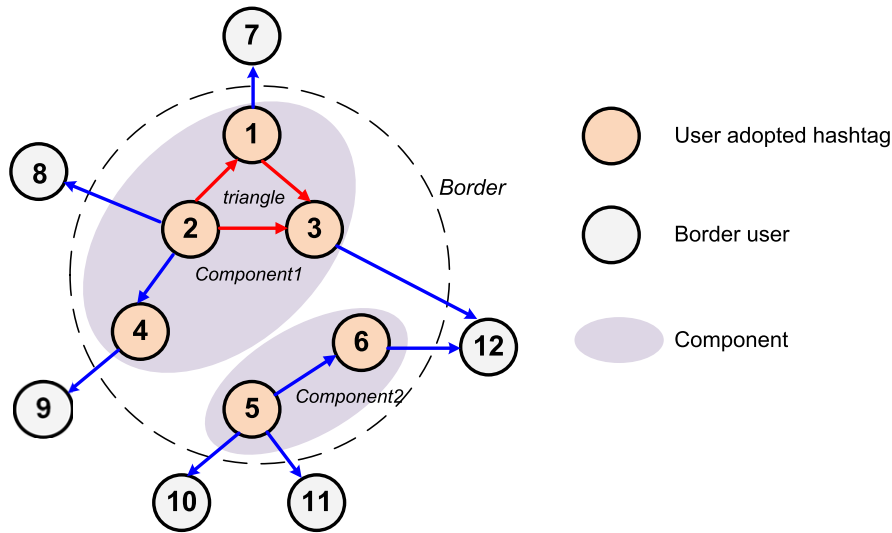 7
1
User adopted hashtag
8
triangle
Border
2
3
Border user
Component1
4
6
12
Component
5
Component2
9
10
11